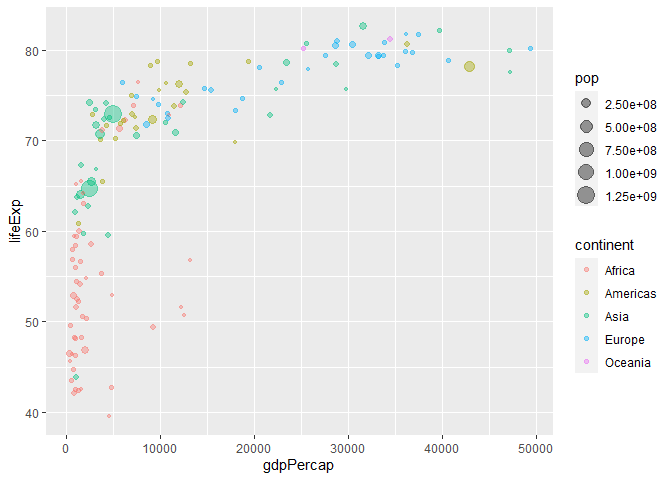 80
70
60
50
40
lifeExp
0
10000
20000
30000
40000
50000
gdpPercap
pop
2.50e+08
5.00e+08
7.50e+08
1.00e+09
1.25e+09
continent
Africa
Americas
Asia
Europe
Oceania